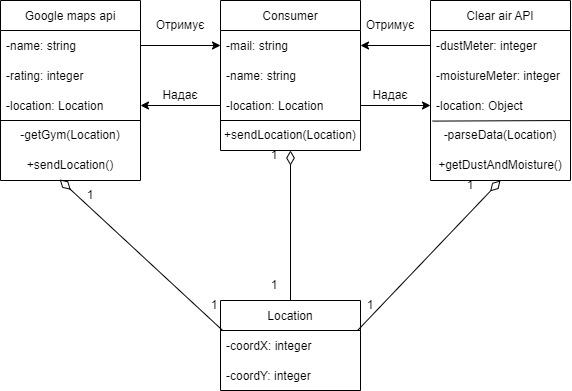 Google maps api
-name: string
-rating: integer
-location: Location
-getGym(Location)
+sendLocation()
Отримує
Надає
Consumer
-mail: string
-name: string
-location: Location
+sendLocation(Location)
Отримує
Надає
Clear air API
-dustMeter: integer
-moistureMeter: integer
-location: Object
-parseData(Location)
+getDustAndMoisture()
1
1
1
1
1
1
Location
-coordX: integer
-coordY: integer